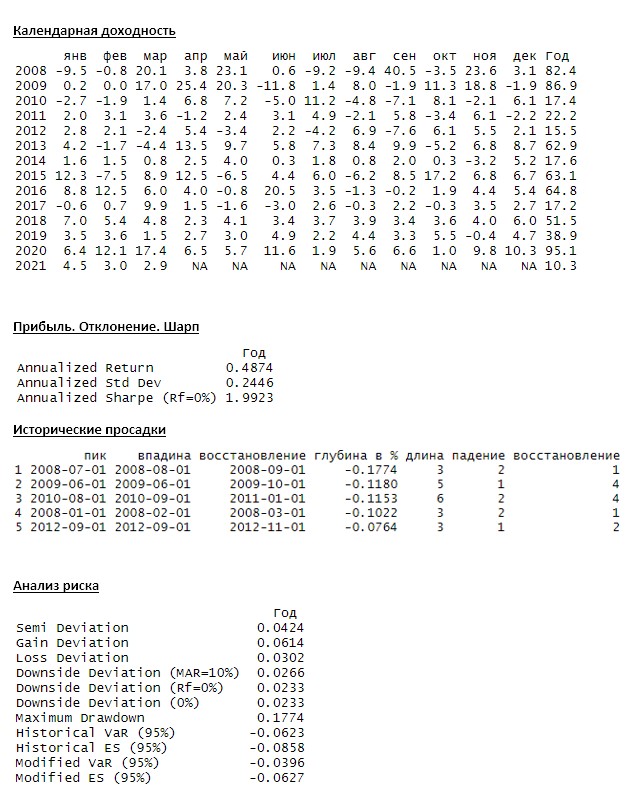 Календарная доходность
янв фев мар апр май июн июл авг сен окт ноя дек Год
2008 -9.5 -0.8 20.1 3.8 23.1 0.6 -9.2 -9.4 40.5 -3.5 23.6 3.1 82.4
2009 0.2 0.0 17.0 25.4 20.3 -11.8 1.4 8.0 -1.9 11.3 18.8 -1.9 86.9
2010 -2.7 -1.9 1.4 6.8 7.2 -5.0 11.2 -4.8 -7.1 8.1 -2.1 6.1 17.4
2011 2.0 3.1 3.6 -1.2 2.4 3.1 4.9 -2.1 5.8 -3.4 6.1 -2.2 22.2
2012 2.8 2.1 -2.4 5.4 -3.4 2.2 -4.2 6.9 -7.6 6.1 5.5 2.1 15.5
2013 4.2 -1.7 -4.4 13.5 9.7 5.8 7.3 8.4 9.9 -5.2 6.8 8.7 62.9
2014 1.6 1.5 0.8 2.5 4.0 0.3 1.8 0.8 2.0 0.3 -3.2 5.2 17.6
2015 12.3 -7.5 8.9 12.5 -6.5 4.4 6.0 -6.2 8.5 17.2 6.8 6.7 63.1
2016 8.8 12.5 6.0 4.0 -0.8 20.5 3.5 -1.3 -0.2 1.9 4.4 5.4 64.8
2017 -0.6 0.7 9.9 1.5 -1.6 -3.0 2.6 -0.3 2.2 -0.3 3.5 2.7 17.2
2018 7.0 5.4 4.8 2.3 4.1 3.4 3.7 3.9 3.4 3.6 4.0 6.0 51.5
2019 3.5 3.6 1.5 2.7 3.0 4.9 2.2 4.4 3.3 5.5 -0.4 4.7 38.9
2020 6.4 12.1 17.4 6.5 5.7 11.6 1.9 5.6 6.6 1.0 9.8 10.3 95.1
2021 4.5 3.0 2.9 NA NA NA NA NA NA NA NA NA 10.3
Прибыль. Отклонение. Шарп
Год
Annualized Return 0.4874
Annualized Std Dev 0.2446
Annualized Sharpe (Rf=0%) 1.9923
Исторические просадки
пик впадина восстановление глубина в % длина падение восстановление
1 2008-07-01 2008-08-01 2008-09-01 -0.1774 3 2 1
2 2009-06-01 2009-06-01 2009-10-01 -0.1180 5 1 4
3 2010-08-01 2010-09-01 2011-01-01 -0.1153 6 2 4
4 2008-01-01 2008-02-01 2008-03-01 -0.1022 3 2 1
5 2012-09-01 2012-09-01 2012-11-01 -0.0764 3 1 2
Анализ риска
Год
Semi Deviation 0.0424
Gain Deviation 0.0614
Loss Deviation 0.0302
Downside Deviation (MAR=10%) 0.0266
Downside Deviation (Rf=0%) 0.0233
Downside Deviation (0%) 0.0233
Maximum Drawdown 0.1774
Historical VaR (95%) -0.0623
Historical ES (95%) -0.0858
Modified VaR (95%) -0.0396
Modified ES (95%) -0.0627